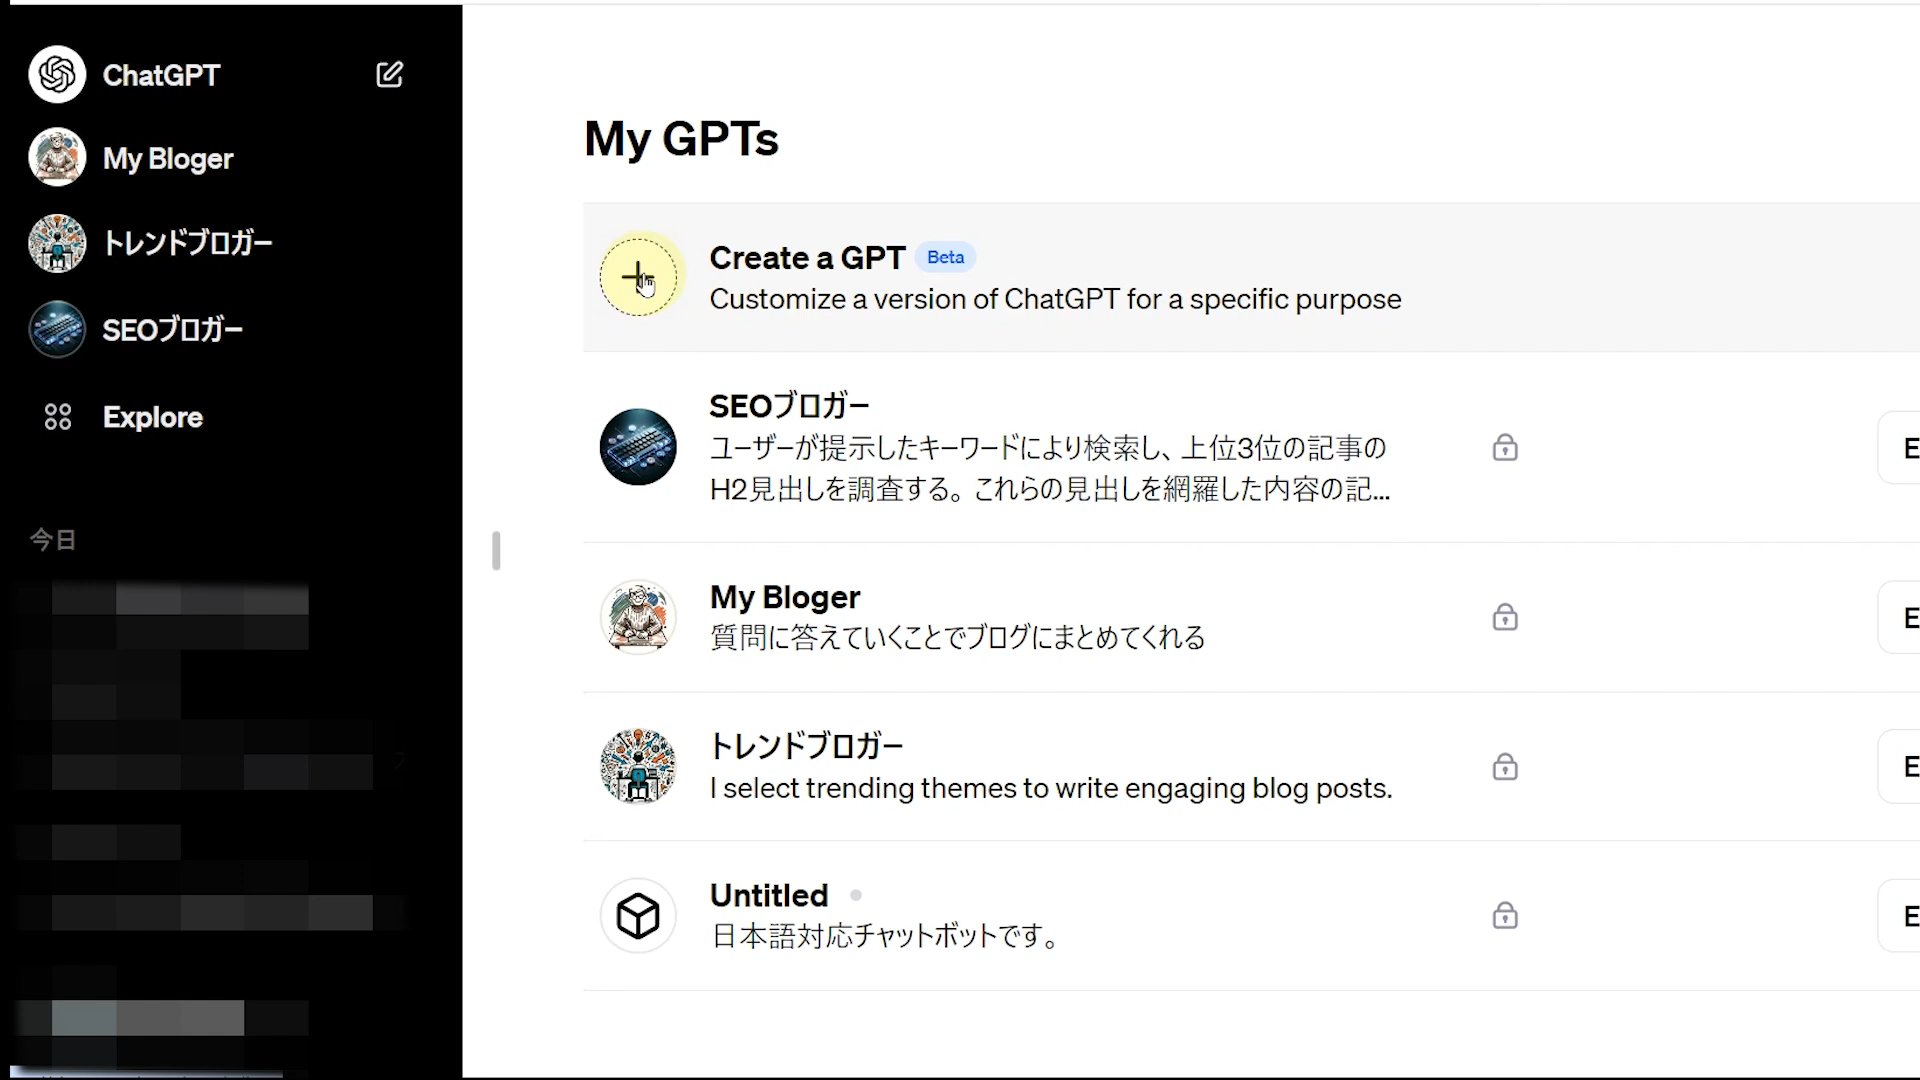 ChatGPT
My Bloger
トレンドブロガー
SEOブロガー
Explore
今日
My GPTs
Create a GPT Beta
Customize a version of ChatGPT for a specific purpose
SEOブロガー
ユーザーが提示したキーワードにより検索し、上位3位の記事の
H2見出しを調査する。これらの見出しを網羅した内容の記...
My Bloger
質問に答えていくことでブログにまとめてくれる
トレンドブロガー
I select trending themes to write engaging blog posts.
Untitled
日本語対応チャットボットです。